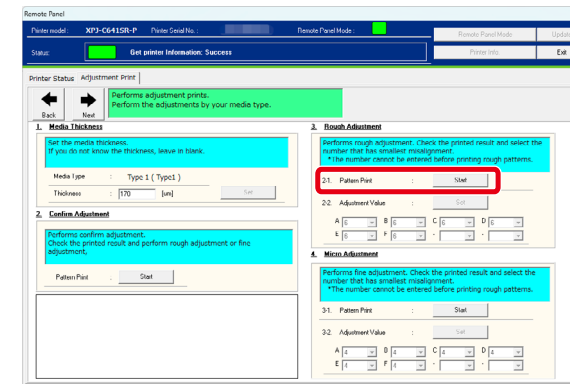 Remote Panel
Printer model : XPJ-C641SR-P Printer Serial No. : Remote Panel Mode :
Remote Panel Mode Update
Status: Get printer Information: Success
Printer Info. Exit
Printer Status Adjustment Print
Back Next
Performs adjustment prints.
Perform the adjustments by your media type.
1. Media Thickness
Set the media thickness.
If you do not know the thickness, leave in blank.
Media Type : Type 1 ( Type1 )
Thickness : 170 [um] Set
2. Confirm Adjustment
Performs confirm adjustment.
Check the printed result and perform rough adjustment or fine
adjustment,
Pattern Print : Start
3. Rough Adjustment
Performs rough adjustment. Check the printed result and select the
number that has smallest misalignment.
*The number cannot be entered before printing rough patterns.
2-1. Pattern Print : Start
2-2. Adjustment Value : Set
A 6 B 6 C 6 D 6
E 6 F 6 - -
4. Micro Adjustment
Performs fine adjustment. Check the printed result and select the
number that has smallest misalignment.
*The number cannot be entered before printing rough patterns.
3-1. Pattern Print : Start
3-2. Adjustment Value : Set
A 4 B 4 C 4 D 4
E 4 F 4 - -